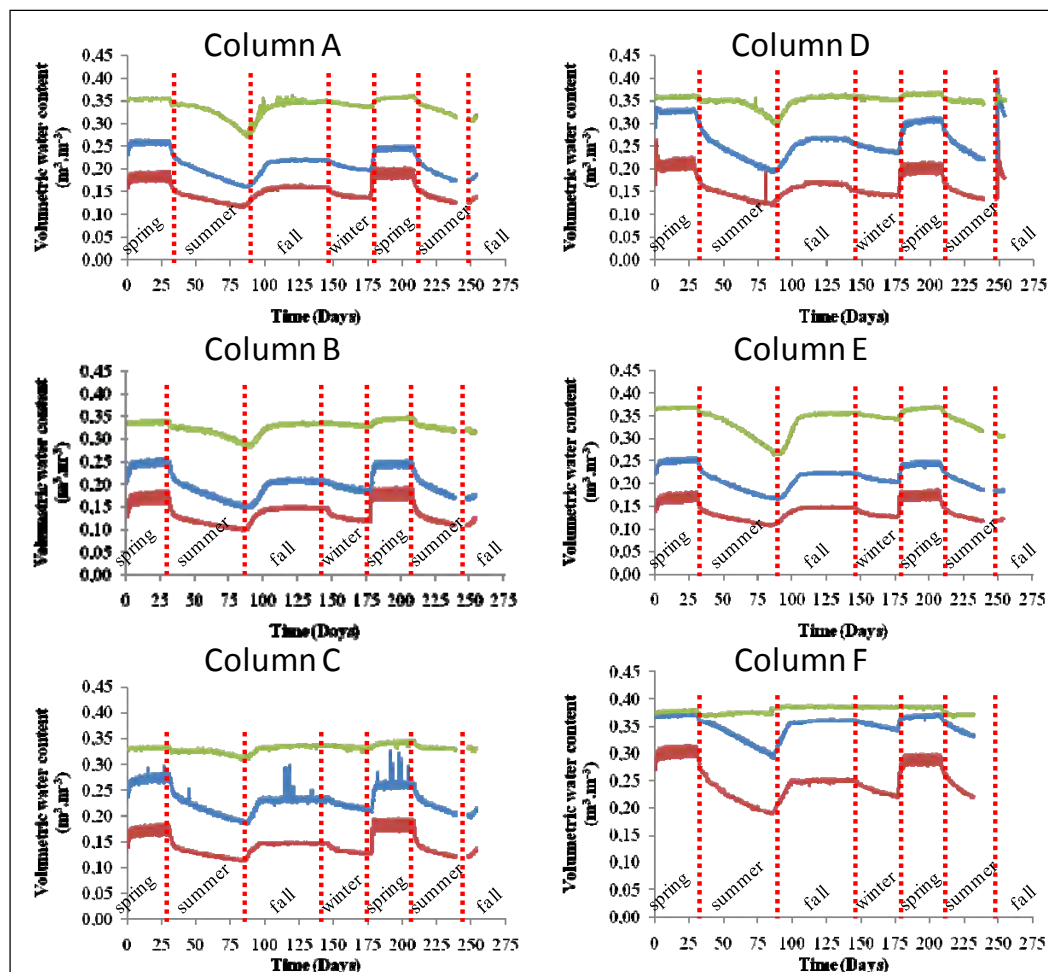 Column A
Volumetric water content
(m³.m⁻³)
0.45
0.40
0.35
0.30
0.25
0.20
0.15
0.10
0.05
0.00
spring
summer
fall
winter
spring
summer
fall
0 25 50 75 100 125 150 175 200 225 250 275
Time (Days)
Column D
Volumetric water content
(m³.m⁻³)
0.45
0.40
0.35
0.30
0.25
0.20
0.15
0.10
0.05
0.00
spring
summer
fall
winter
spring
summer
fall
0 25 50 75 100 125 150 175 200 225 250 275
Time (Days)
Column B
Volumetric water content
(m³.m⁻³)
0.45
0.40
0.35
0.30
0.25
0.20
0.15
0.10
0.05
0.00
spring
summer
fall
winter
spring
summer
fall
0 25 50 75 100 125 150 175 200 225 250 275
Time (Days)
Column E
Volumetric water content
(m³.m⁻³)
0.45
0.40
0.35
0.30
0.25
0.20
0.15
0.10
0.05
0.00
spring
summer
fall
winter
spring
summer
fall
0 25 50 75 100 125 150 175 200 225 250 275
Time (Days)
Column C
Volumetric water content
(m³.m⁻³)
0.45
0.40
0.35
0.30
0.25
0.20
0.15
0.10
0.05
0.00
spring
summer
fall
winter
spring
summer
fall
0 25 50 75 100 125 150 175 200 225 250 275
Time (Days)
Column F
Volumetric water content
(m³.m⁻³)
0.45
0.40
0.35
0.30
0.25
0.20
0.15
0.10
0.05
0.00
spring
summer
fall
winter
spring
summer
fall
0 25 50 75 100 125 150 175 200 225 250 275
Time (Days)